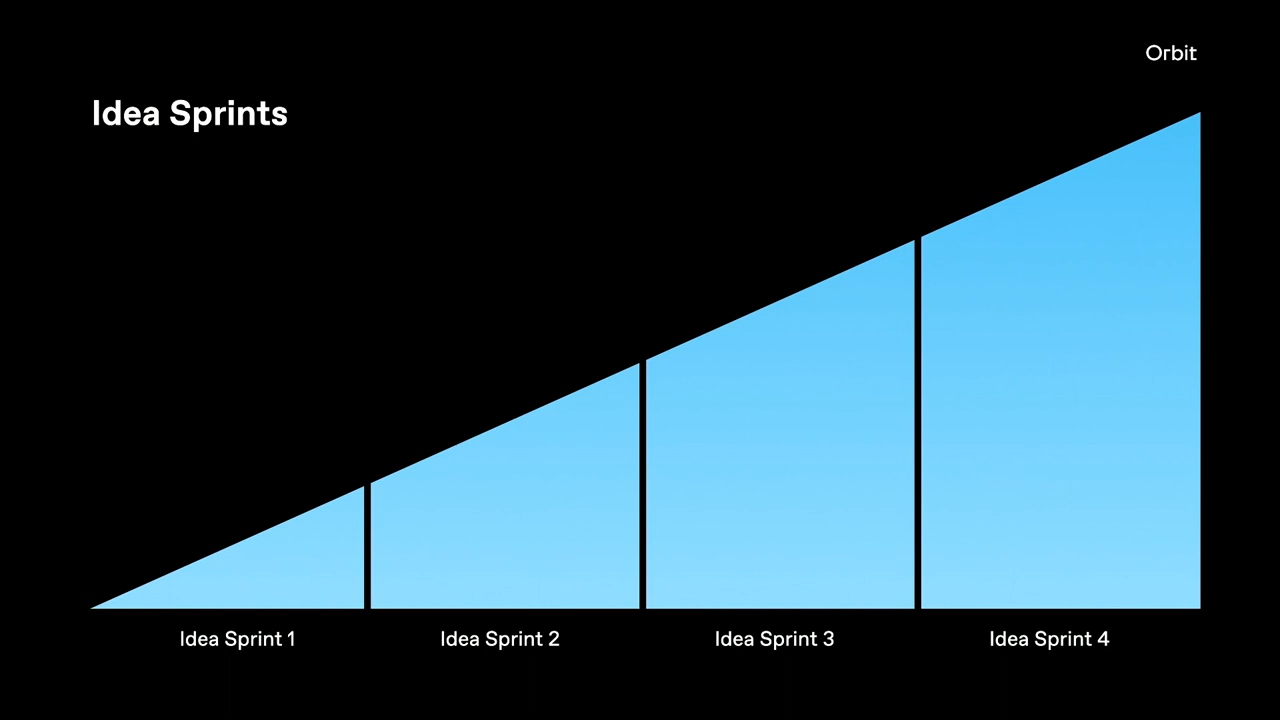 Orbit
Idea Sprints
Idea Sprint 1
Idea Sprint 2
Idea Sprint 3
Idea Sprint 4